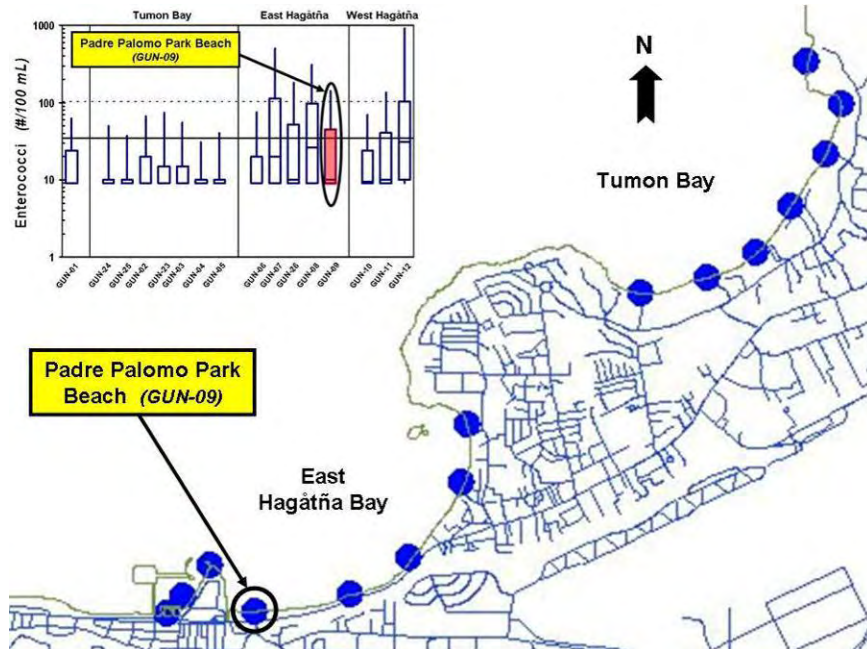 Tumon Bay
East Hagåtña
West Hagåtña
Padre Palomo Park
Beach
(GUN-09)
Enterococci (#/100 mL)
1000
100
10
1
GUN-01
GUN-24
GUN-25
GUN-02
GUN-23
GUN-03
GUN-04
GUN-05
GUN-06
GUN-07
GUN-26
GUN-08
GUN-09
GUN-10
GUN-11
GUN-12
N
Tumon Bay
Padre Palomo Park
Beach (GUN-09)
East
Hagåtña Bay